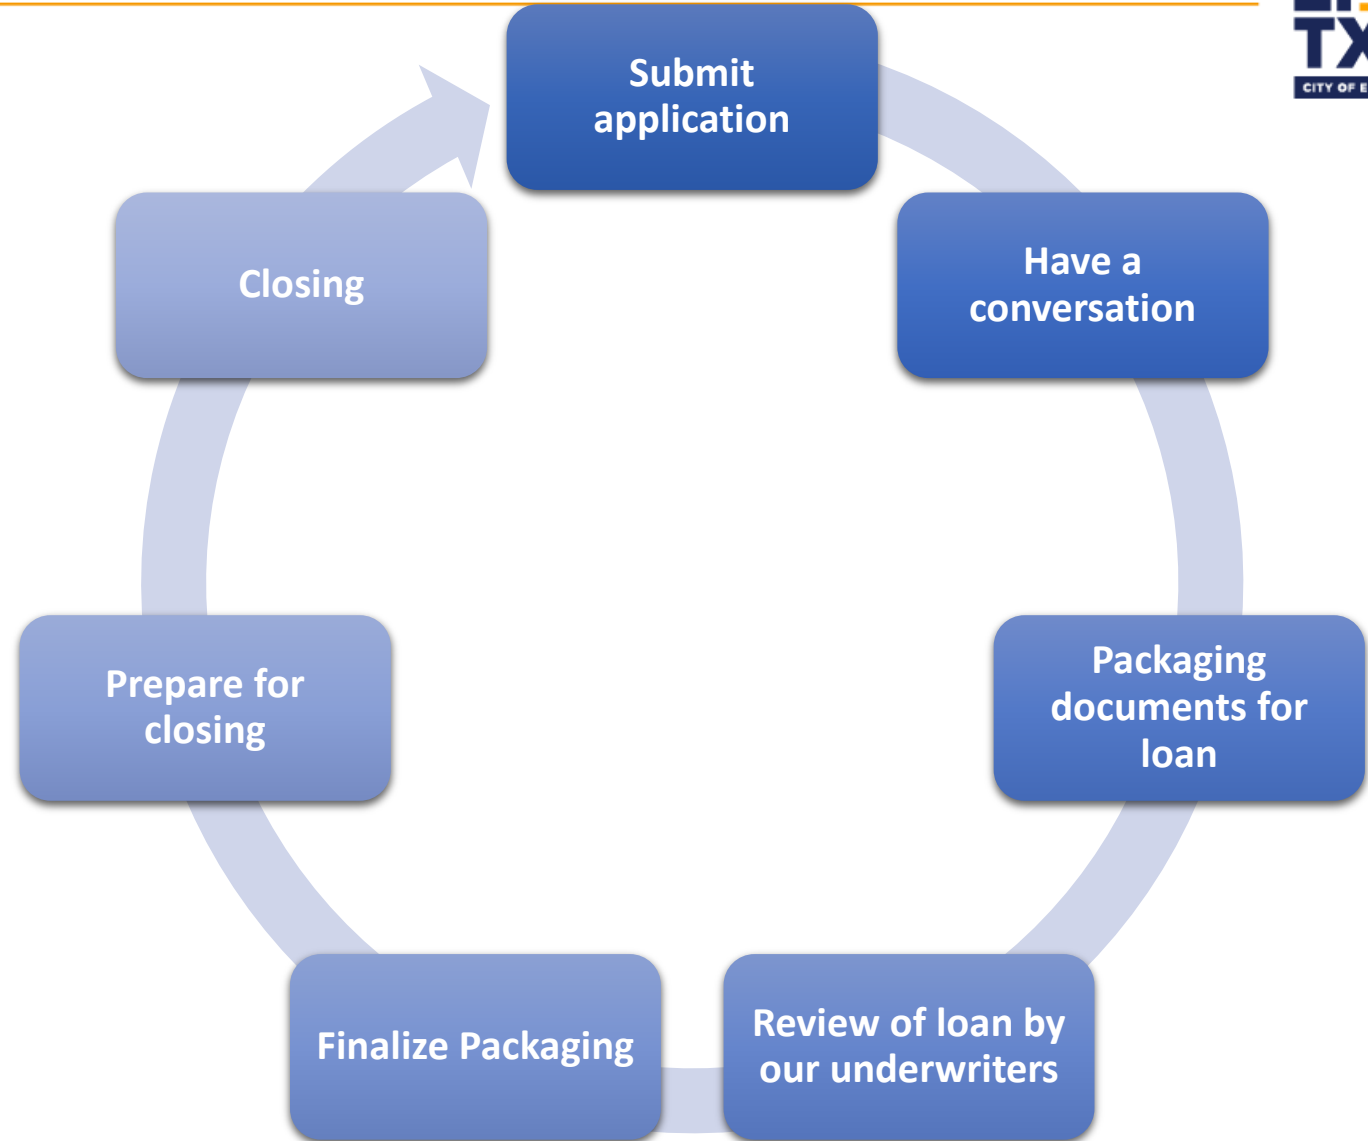 TX
CITY OF E
Submit
application
Have a
conversation
Packaging
documents for
loan
Review of loan by
our underwriters
Finalize Packaging
Prepare for
closing
Closing